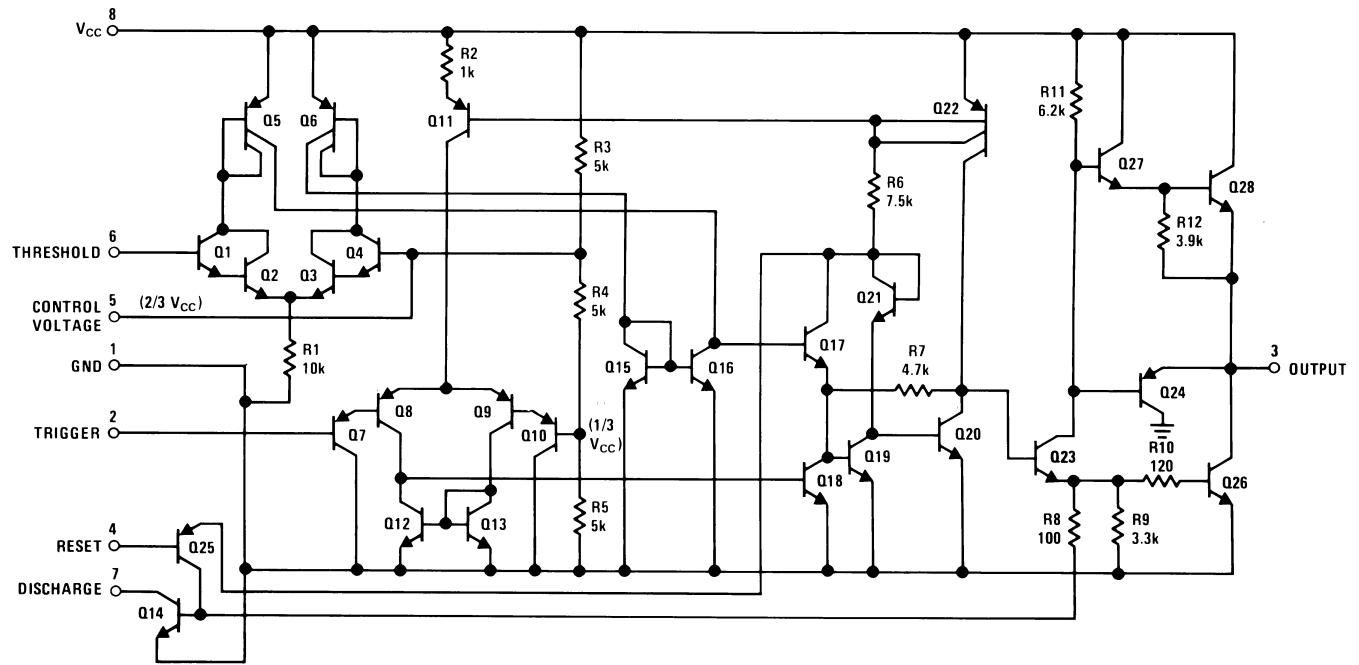 8
VCC
R2
1k
Q5
Q6
Q11
Q22
R11
6.2k
R3
5k
Q27
Q28
R6
7.5k
R12
3.9k
6
THRESHOLD
Q1
Q2
Q3
Q4
CONTROL
VOLTAGE
5
(2/3 VCC)
R4
5k
Q21
1
GND
R1
10k
Q15
Q16
Q17
R7
4.7k
3
OUTPUT
Q24
2
TRIGGER
Q7
Q8
Q9
Q10
(1/3
VCC)
Q18
Q19
Q20
Q23
R10
120
Q26
4
RESET
Q25
Q12
Q13
R5
5k
R8
100
R9
3.3k
7
DISCHARGE
Q14